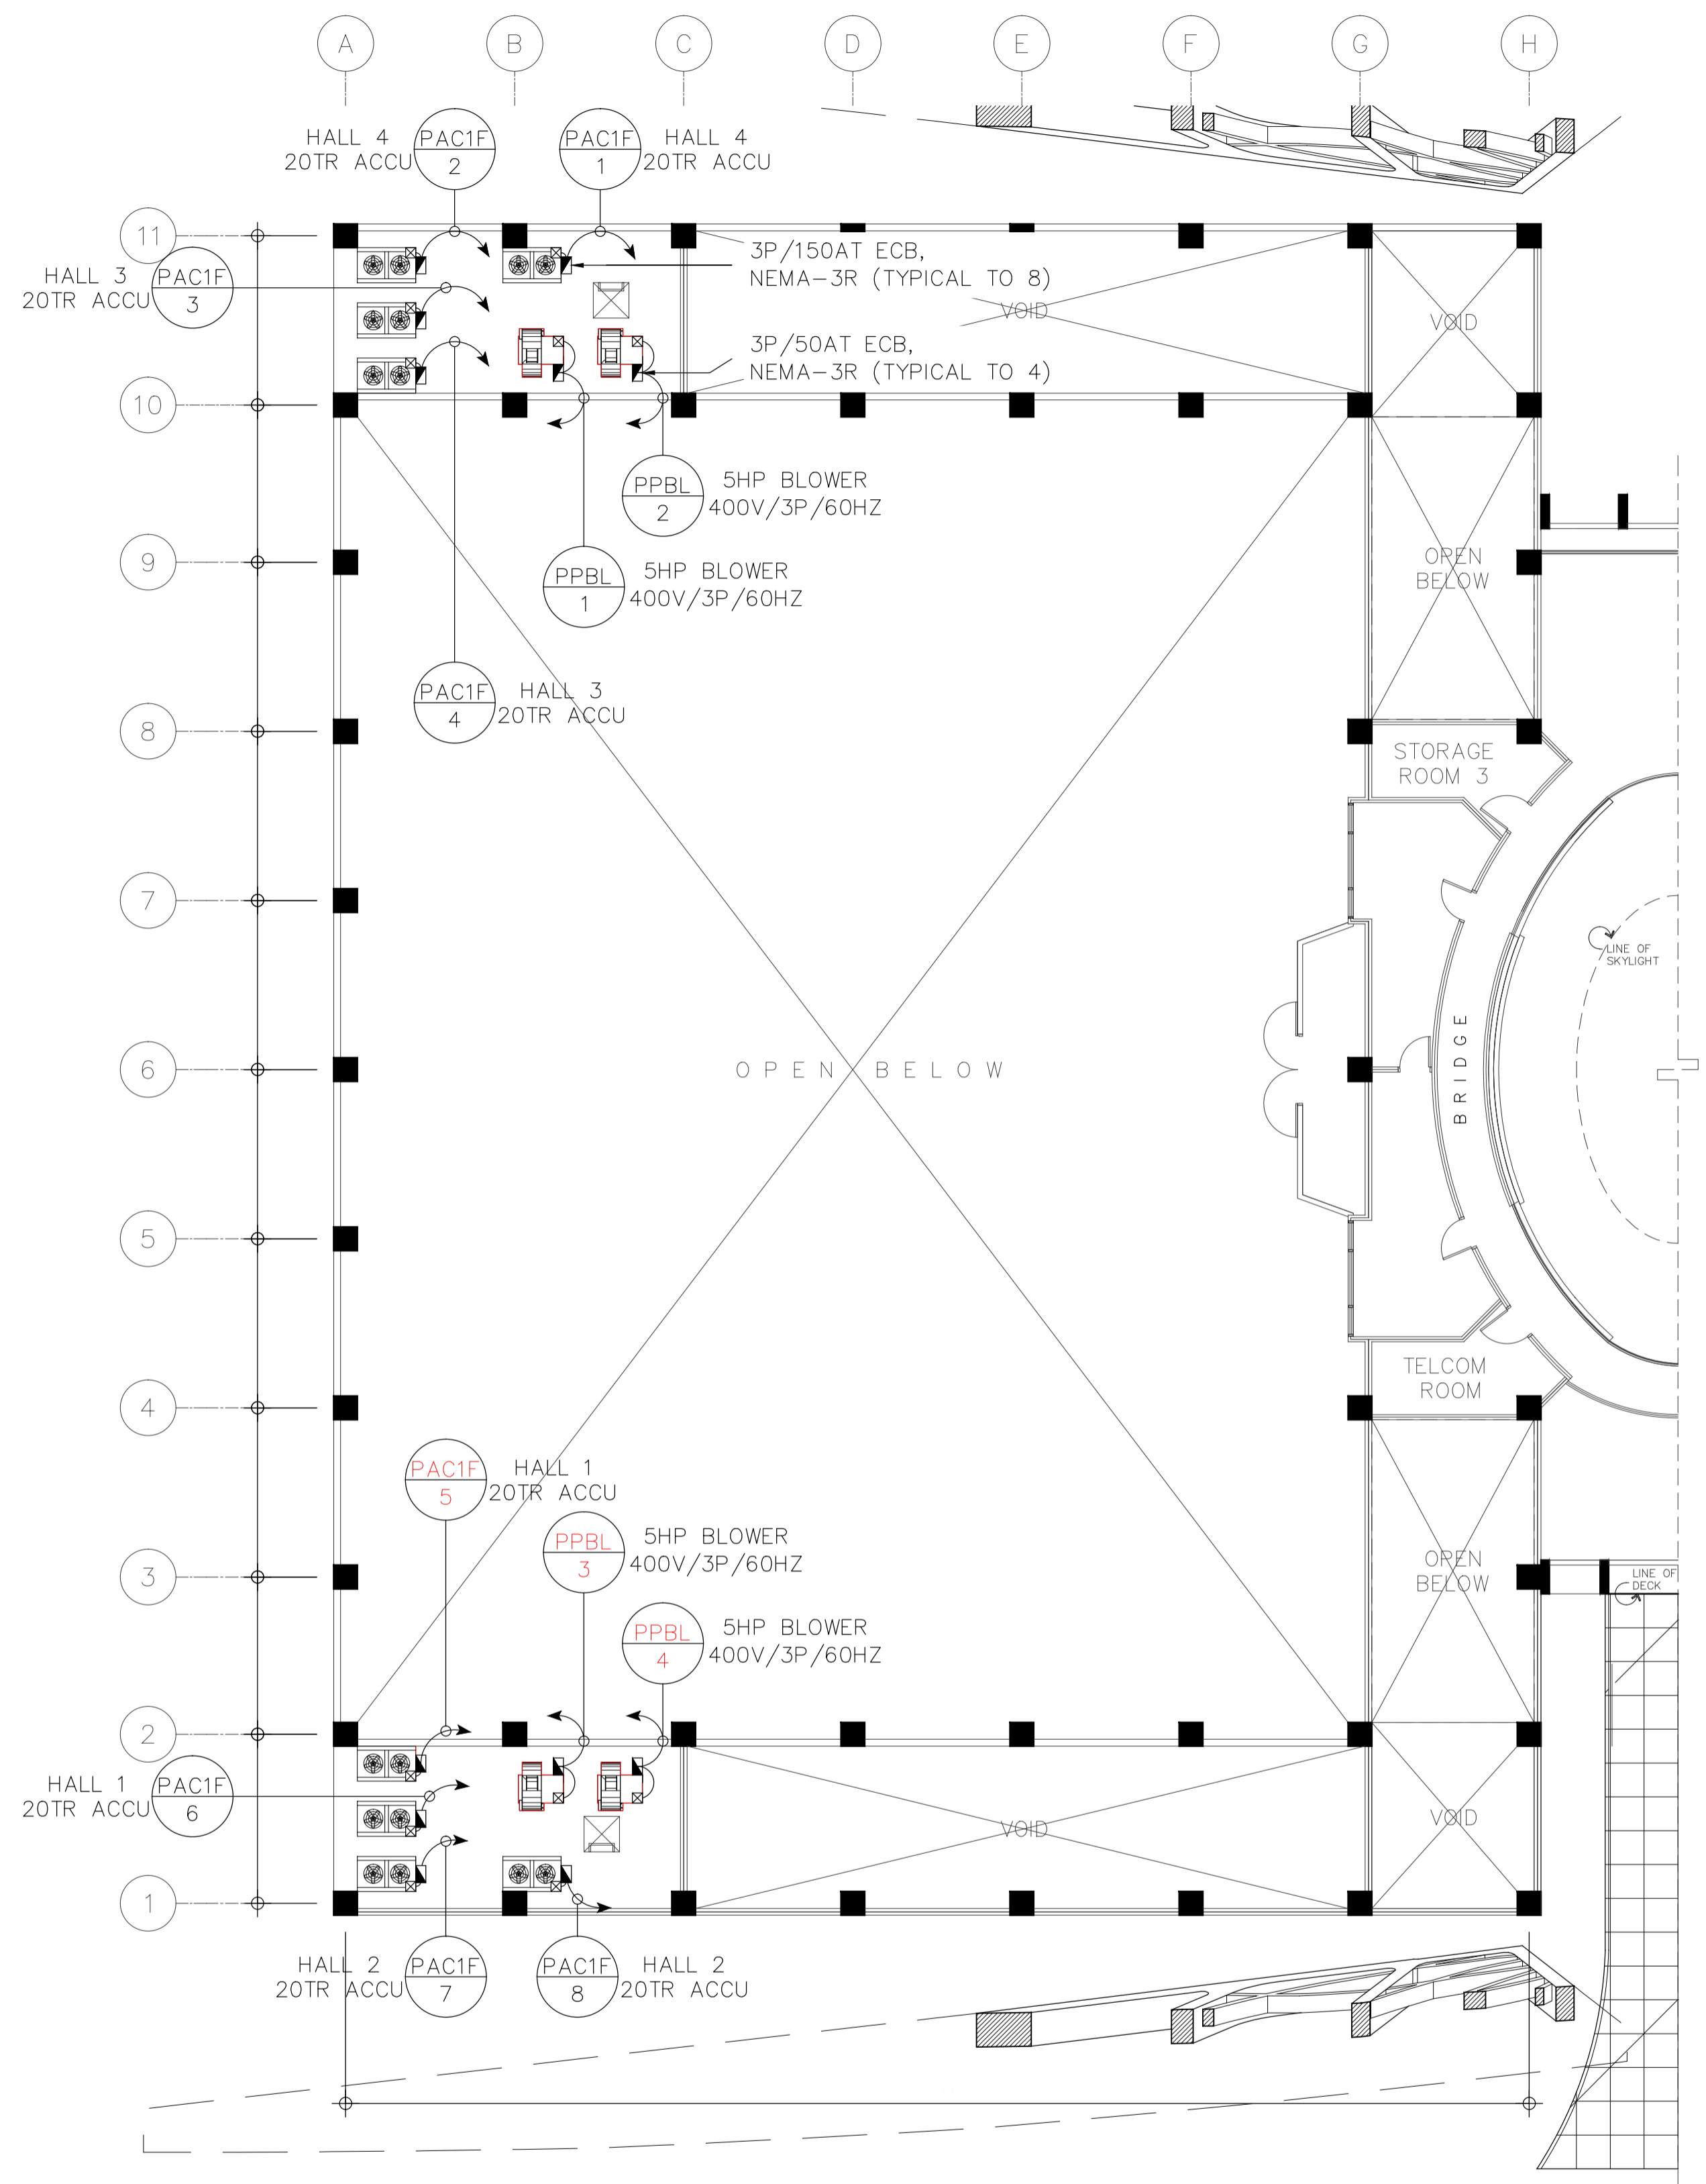 A B C D E F G H
HALL 4
20TR ACCU
PAC1F
2
PAC1F
1
HALL 4
20TR ACCU
11
HALL 3
20TR ACCU
PAC1F
3
3P/150AT ECB,
NEMA-3R (TYPICAL TO 8)
VOID
VOID
3P/50AT ECB,
NEMA-3R (TYPICAL TO 4)
10
PPBL
2
5HP BLOWER
400V/3P/60HZ
9
PPBL
1
5HP BLOWER
400V/3P/60HZ
OPEN
BELOW
PAC1F
4
HALL 3
20TR ACCU
8
STORAGE
ROOM 3
7
LINE OF
SKYLIGHT
6
OPEN BELOW
BRIDGE
5
TELCOM
ROOM
4
PAC1F
5
HALL 1
20TR ACCU
PPBL
3
5HP BLOWER
400V/3P/60HZ
OPEN
BELOW
3
LINE OF
DECK
PPBL
4
5HP BLOWER
400V/3P/60HZ
2
HALL 1
20TR ACCU
PAC1F
6
VOID
VOID
1
HALL 2
20TR ACCU
PAC1F
7
PAC1F
8
HALL 2
20TR ACCU